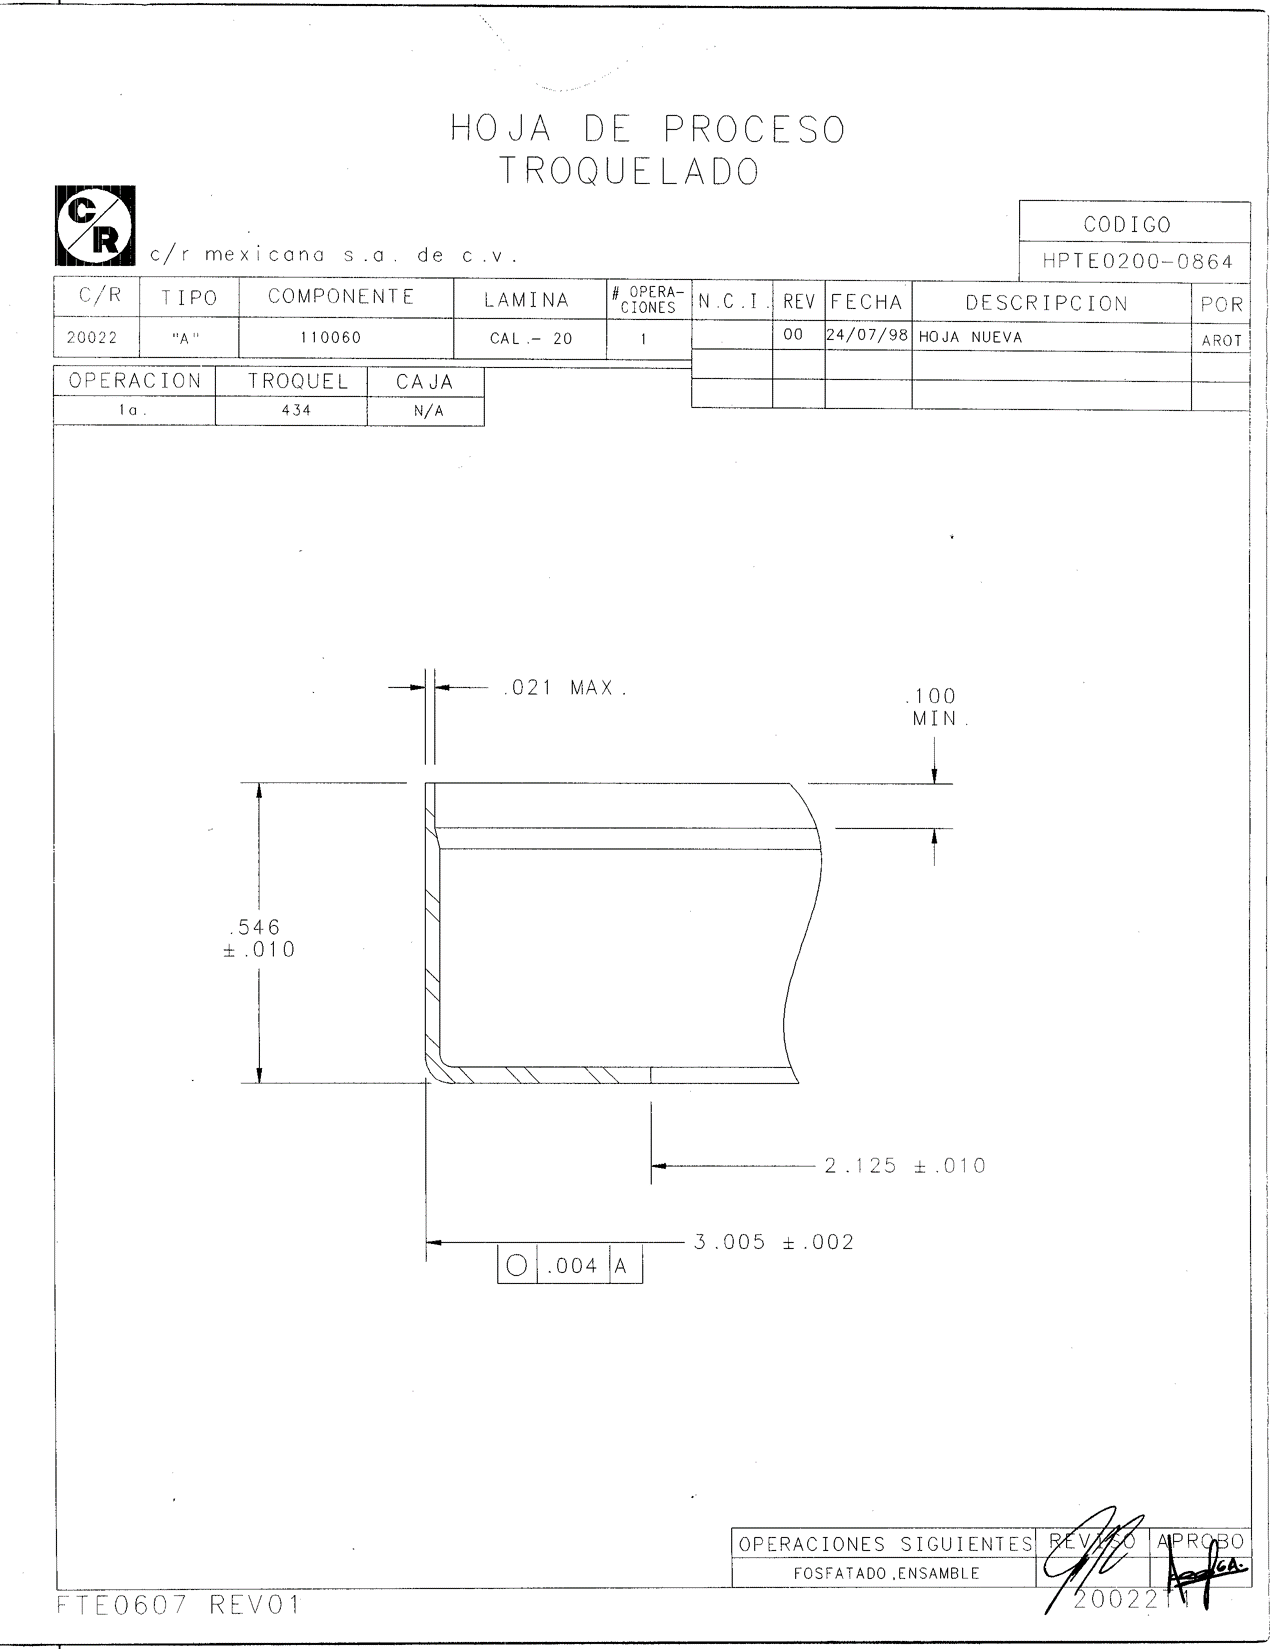 HOJA DE PROCESO
TROQUELADO
C/R
c/r mexicana s.a. de c.v.
CODIGO
HPTE0200-0864
C/R TIPO COMPONENTE LAMINA # OPERA-CIONES N.C.I. REV FECHA DESCRIPCION POR
20022 "A" 110060 CAL.- 20 1 00 24/07/98 HOJA NUEVA AROT
OPERACION TROQUEL CAJA
1a. 434 N/A
.021 MAX.
.100
MIN.
.546
±.010
2.125 ±.010
3.005 ±.002
○ .004 A
OPERACIONES SIGUIENTES REVISO APROBO
FOSFATADO,ENSAMBLE
FTE0607 REV01